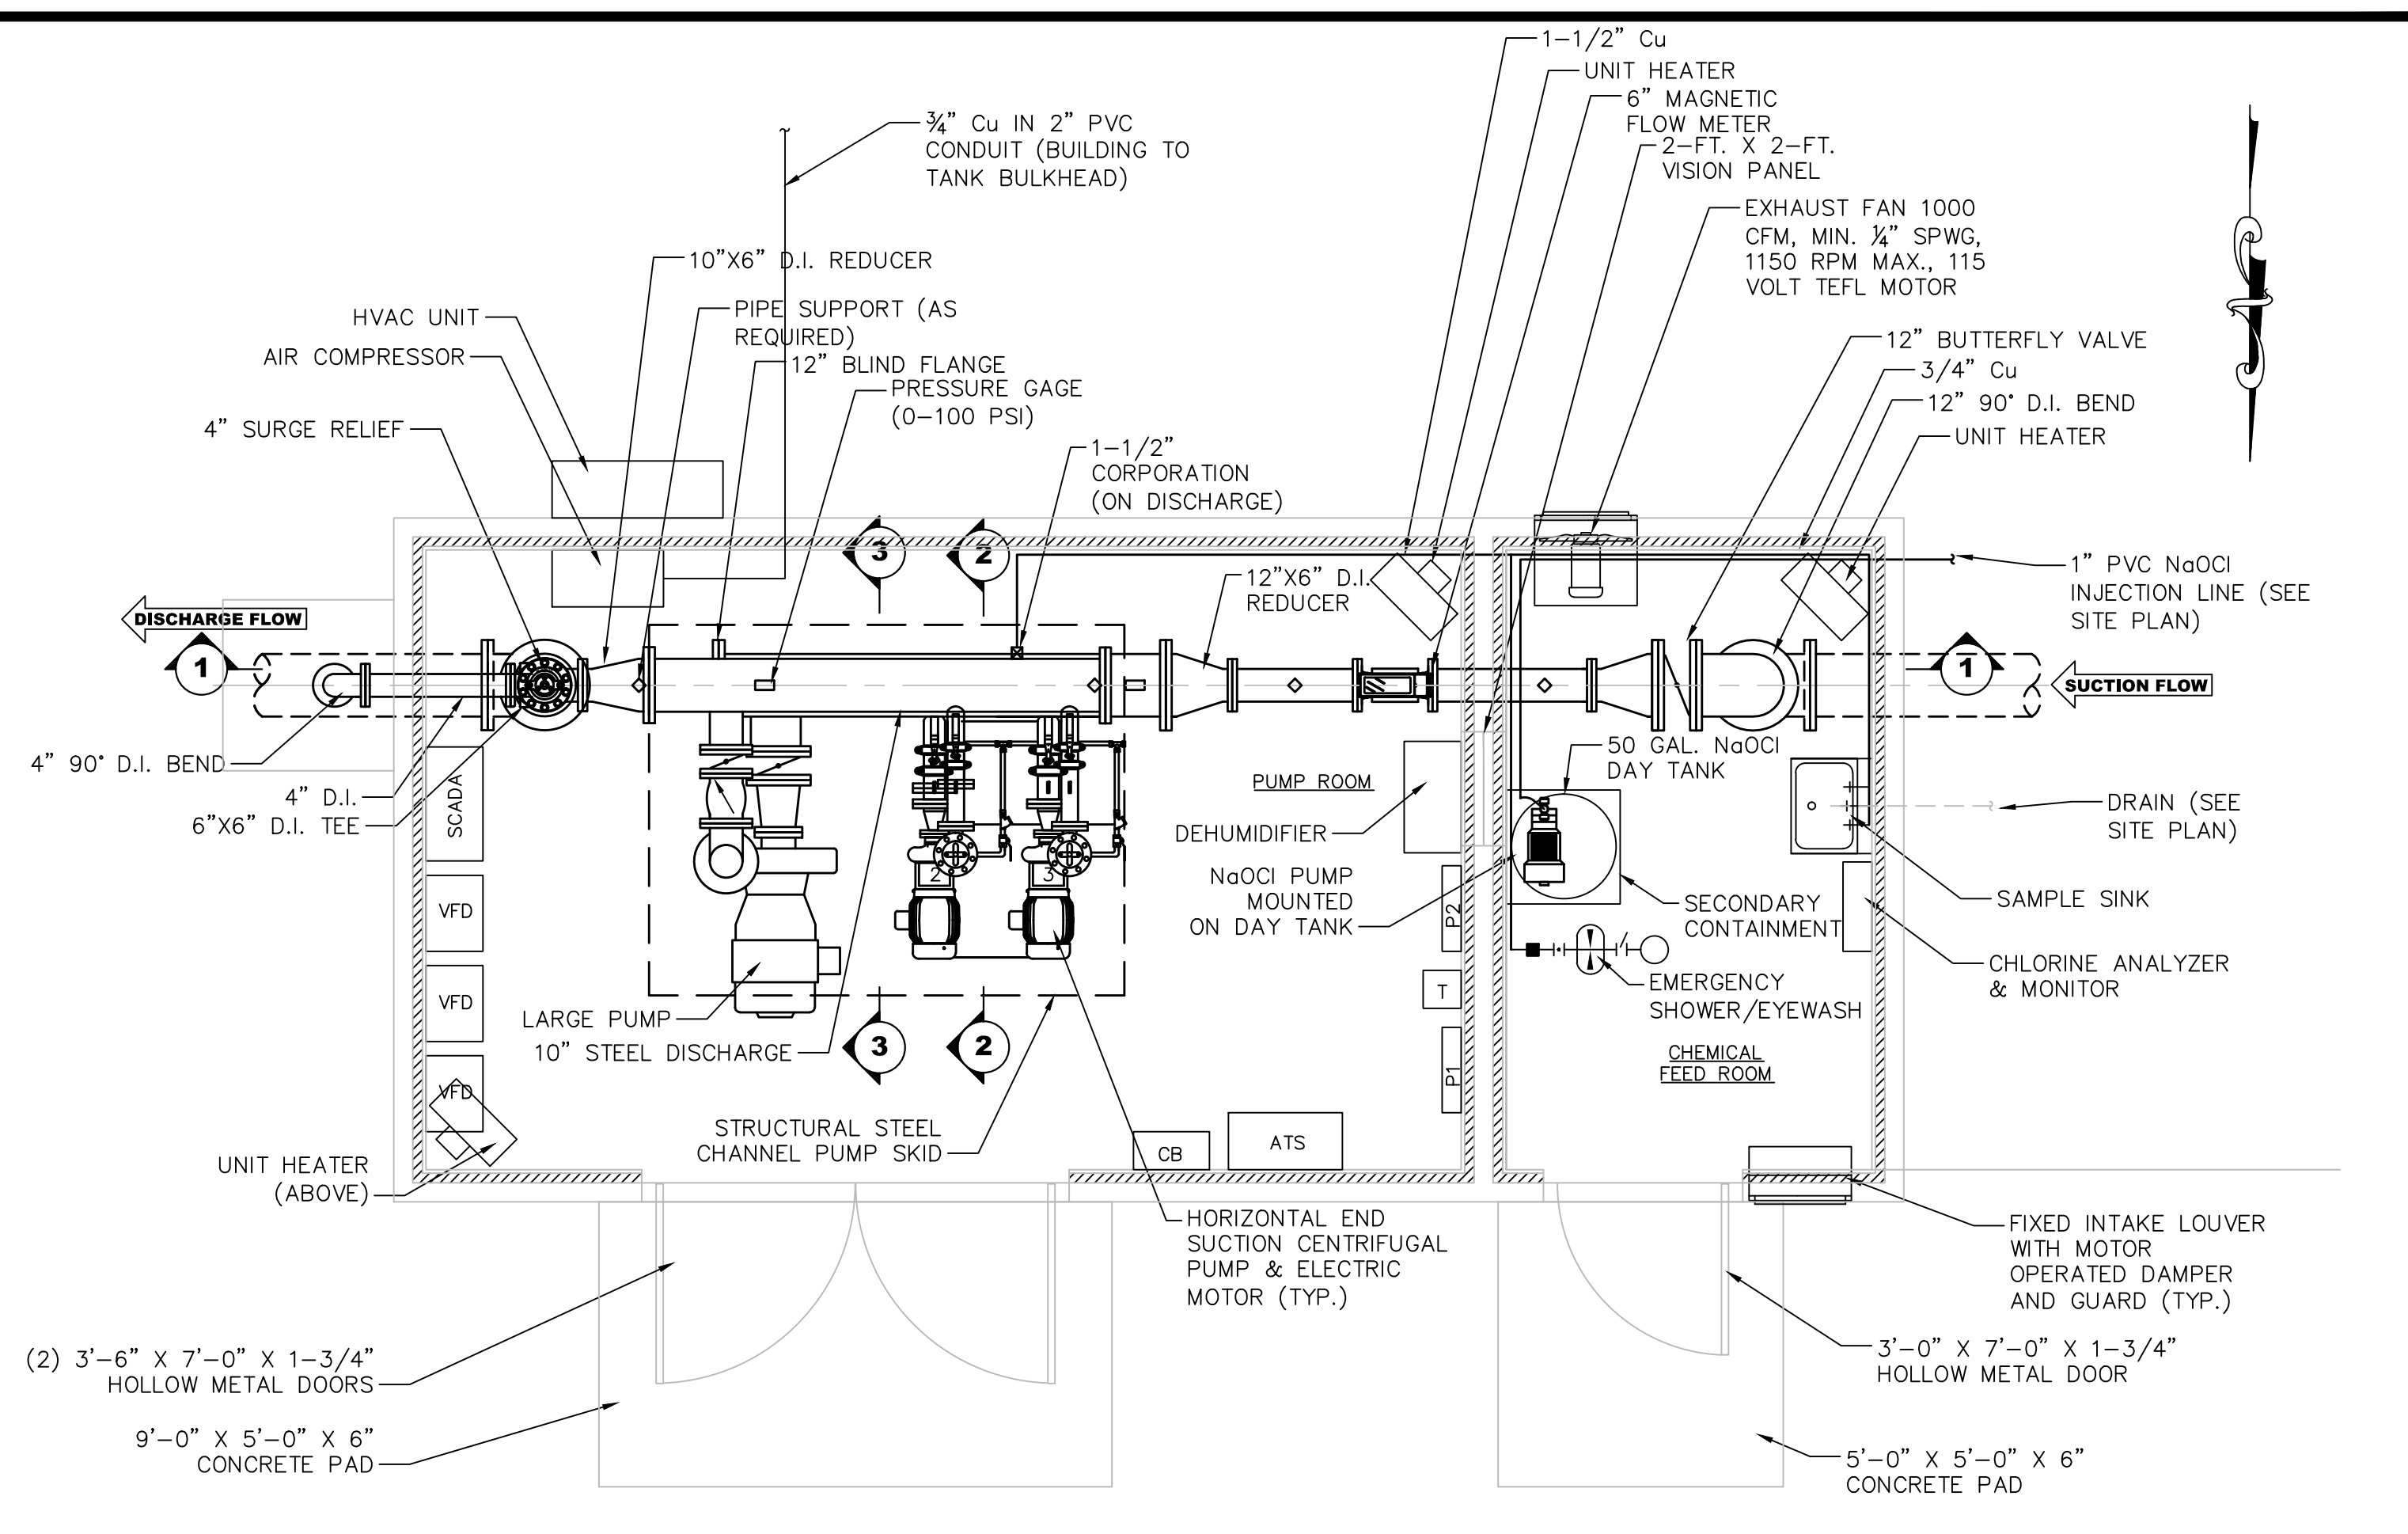 1-1/2" Cu
UNIT HEATER
6" MAGNETIC
FLOW METER
2-FT. X 2-FT.
VISION PANEL
¾" Cu IN 2" PVC
CONDUIT (BUILDING TO
TANK BULKHEAD)
EXHAUST FAN 1000
CFM, MIN. ¼" SPWG,
1150 RPM MAX., 115
VOLT TEFL MOTOR
10"X6" D.I. REDUCER
HVAC UNIT
PIPE SUPPORT (AS
REQUIRED)
AIR COMPRESSOR
12" BLIND FLANGE
PRESSURE GAGE
(0-100 PSI)
12" BUTTERFLY VALVE
3/4" Cu
12" 90° D.I. BEND
UNIT HEATER
4" SURGE RELIEF
1-1/2"
CORPORATION
(ON DISCHARGE)
3
2
12"X6" D.I.
REDUCER
1" PVC NaOCl
INJECTION LINE (SEE
SITE PLAN)
DISCHARGE FLOW
1
1
SUCTION FLOW
4" 90° D.I. BEND
4" D.I.
6"X6" D.I. TEE
SCADA
VFD
VFD
VFD
2
3
PUMP ROOM
DEHUMIDIFIER
NaOCl PUMP
MOUNTED
ON DAY TANK
50 GAL. NaOCl
DAY TANK
DRAIN (SEE
SITE PLAN)
SAMPLE SINK
SECONDARY
CONTAINMENT
CHLORINE ANALYZER
& MONITOR
EMERGENCY
SHOWER/EYEWASH
CHEMICAL
FEED ROOM
P2
T
P1
LARGE PUMP
10" STEEL DISCHARGE
3
2
STRUCTURAL STEEL
CHANNEL PUMP SKID
CB
ATS
UNIT HEATER
(ABOVE)
HORIZONTAL END
SUCTION CENTRIFUGAL
PUMP & ELECTRIC
MOTOR (TYP.)
FIXED INTAKE LOUVER
WITH MOTOR
OPERATED DAMPER
AND GUARD (TYP.)
(2) 3'-6" X 7'-0" X 1-3/4"
HOLLOW METAL DOORS
3'-0" X 7'-0" X 1-3/4"
HOLLOW METAL DOOR
9'-0" X 5'-0" X 6"
CONCRETE PAD
5'-0" X 5'-0" X 6"
CONCRETE PAD